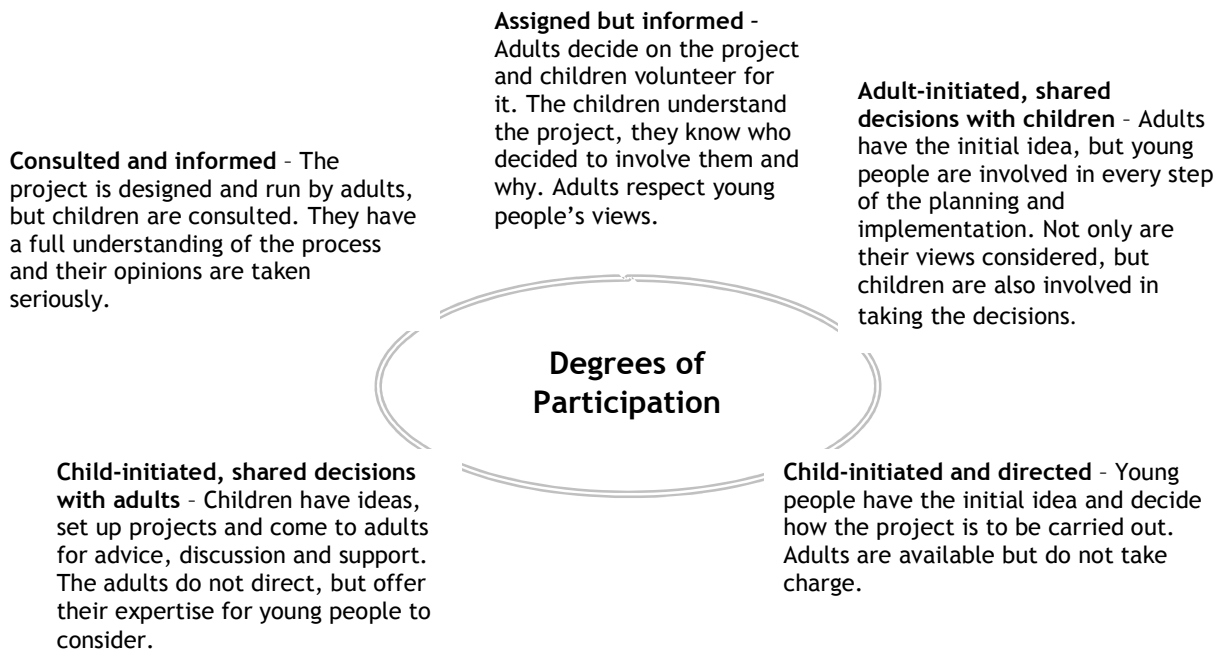 Assigned but informed –
Adults decide on the project
and children volunteer for
it. The children understand
the project, they know who
decided to involve them and
why. Adults respect young
people’s views.
Adult-initiated, shared
decisions with children – Adults
have the initial idea, but young
people are involved in every step
of the planning and
implementation. Not only are
their views considered, but
children are also involved in
taking the decisions.
Consulted and informed – The
project is designed and run by adults,
but children are consulted. They have
a full understanding of the process
and their opinions are taken
seriously.
Degrees of
Participation
Child-initiated, shared decisions
with adults – Children have ideas,
set up projects and come to adults
for advice, discussion and support.
The adults do not direct, but offer
their expertise for young people to
consider.
Child-initiated and directed – Young
people have the initial idea and decide
how the project is to be carried out.
Adults are available but do not take
charge.